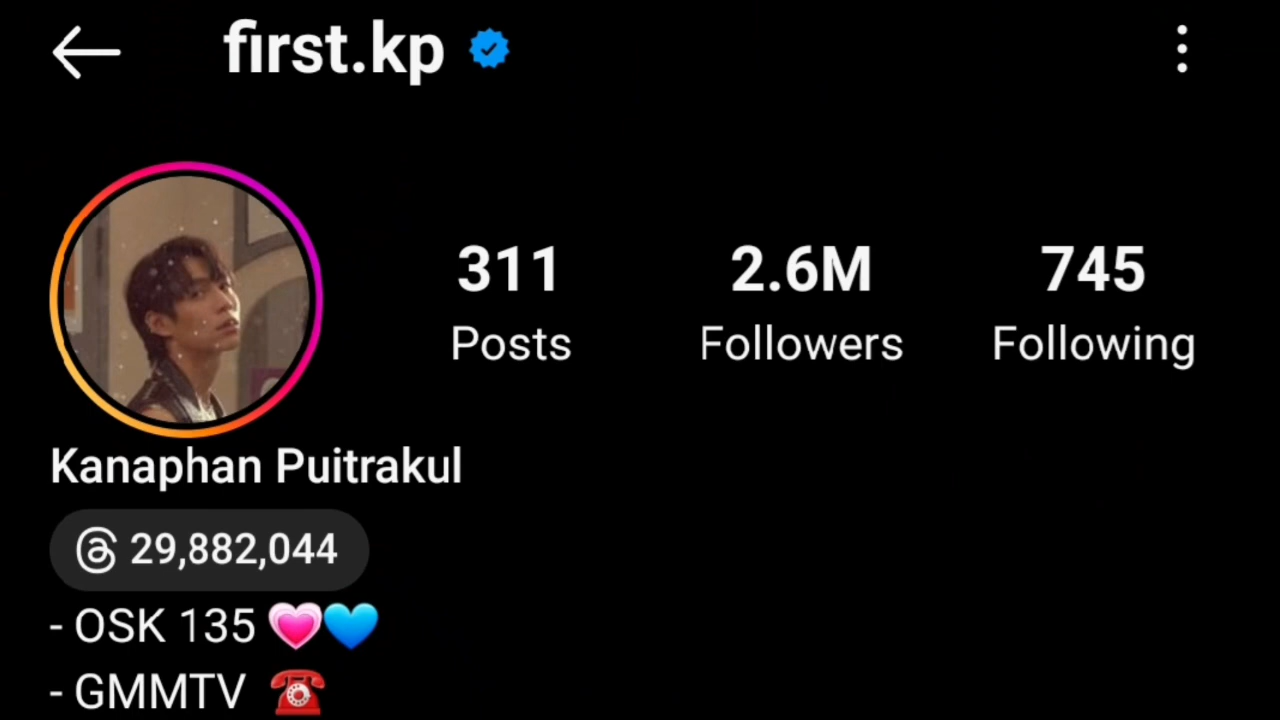 first.kp
311 2.6M 745
Posts Followers Following
Kanaphan Puitrakul
29,882,044
- OSK 135 💗💙
- GMMTV ☎️